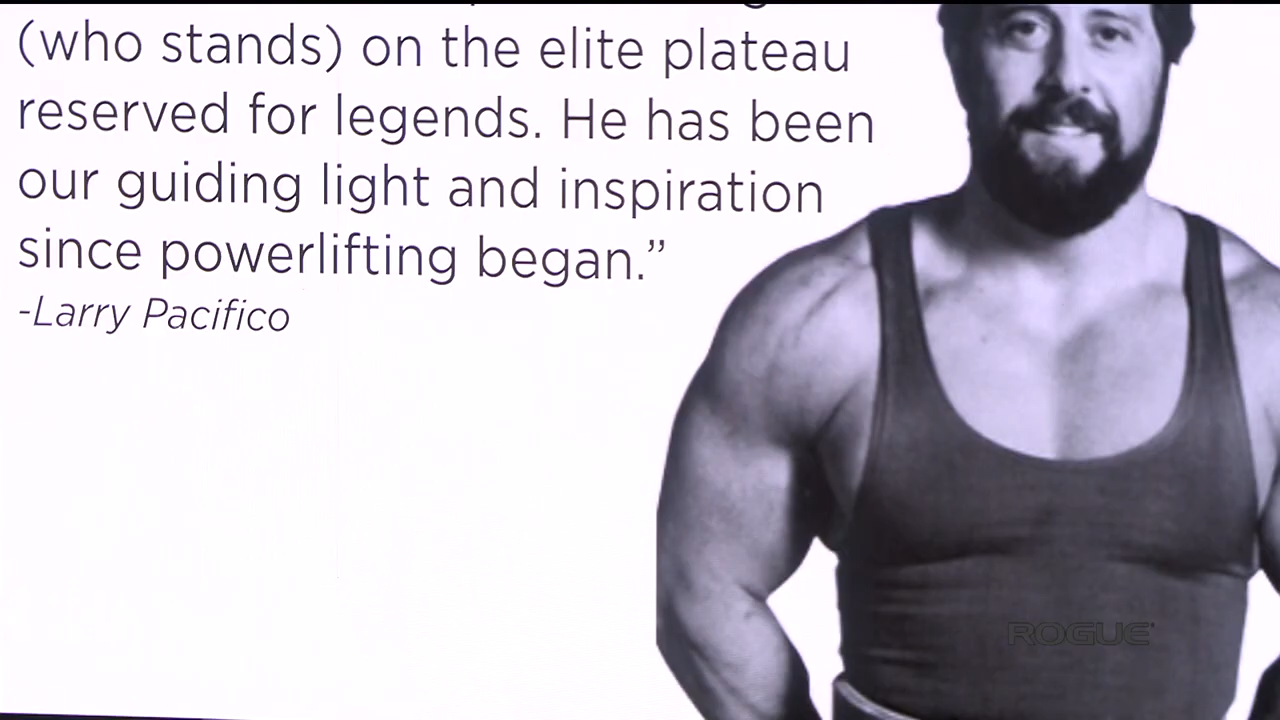 (who stands) on the elite plateau
reserved for legends. He has been
our guiding light and inspiration
since powerlifting began.”
-Larry Pacifico
ROGUE